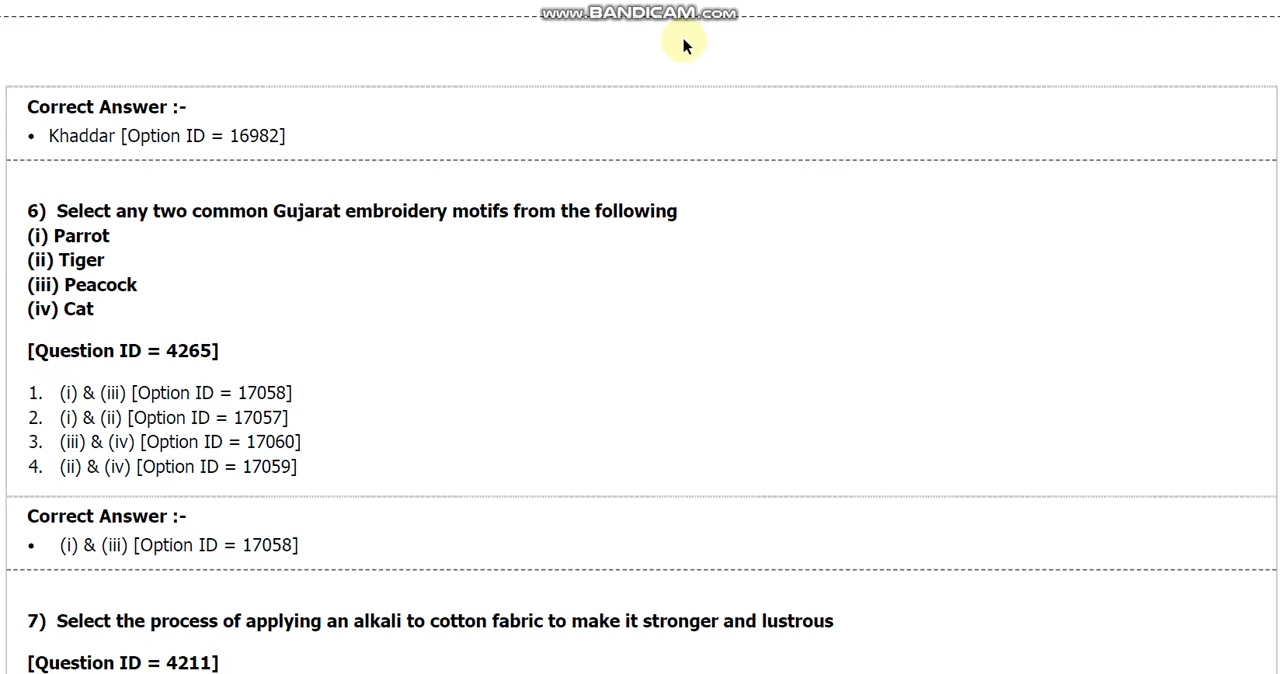 www.BANDICAM.com
Correct Answer :-
• Khaddar [Option ID = 16982]
6) Select any two common Gujarat embroidery motifs from the following
(i) Parrot
(ii) Tiger
(iii) Peacock
(iv) Cat
[Question ID = 4265]
1. (i) & (iii) [Option ID = 17058]
2. (i) & (ii) [Option ID = 17057]
3. (iii) & (iv) [Option ID = 17060]
4. (ii) & (iv) [Option ID = 17059]
Correct Answer :-
• (i) & (iii) [Option ID = 17058]
7) Select the process of applying an alkali to cotton fabric to make it stronger and lustrous
[Question ID = 4211]